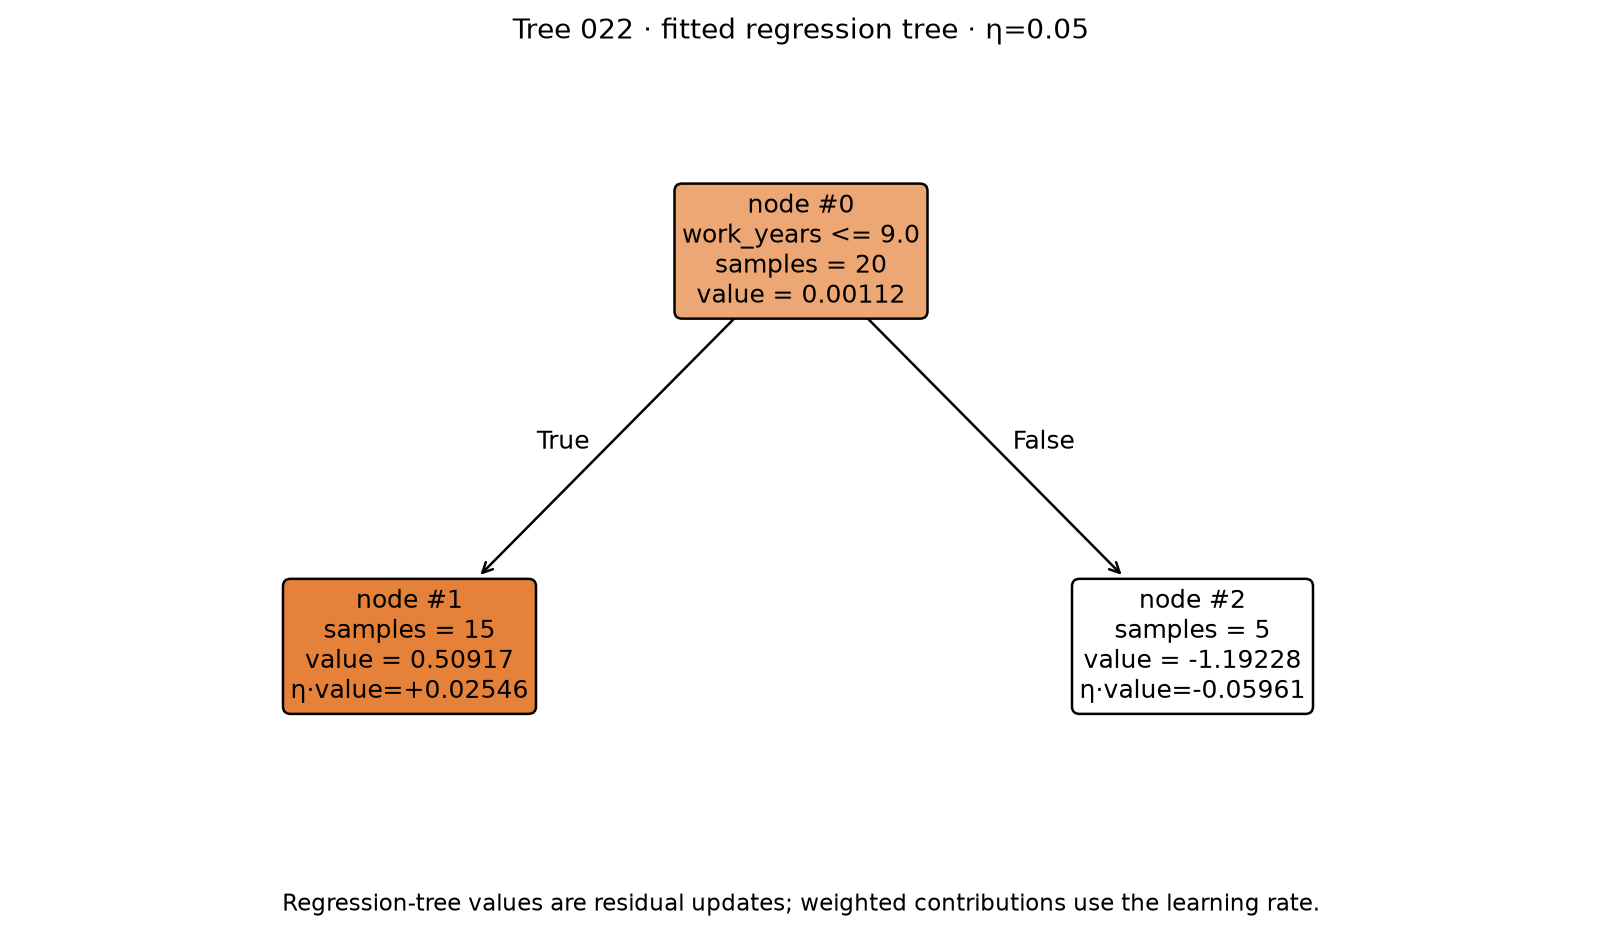 Tree 022 · fitted regression tree · η=0.05
node #0
work_years <= 9.0
samples = 20
value = 0.00112
True
False
node #1
samples = 15
value = 0.50917
η·value=+0.02546
node #2
samples = 5
value = -1.19228
η·value=-0.05961
Regression-tree values are residual updates; weighted contributions use the learning rate.